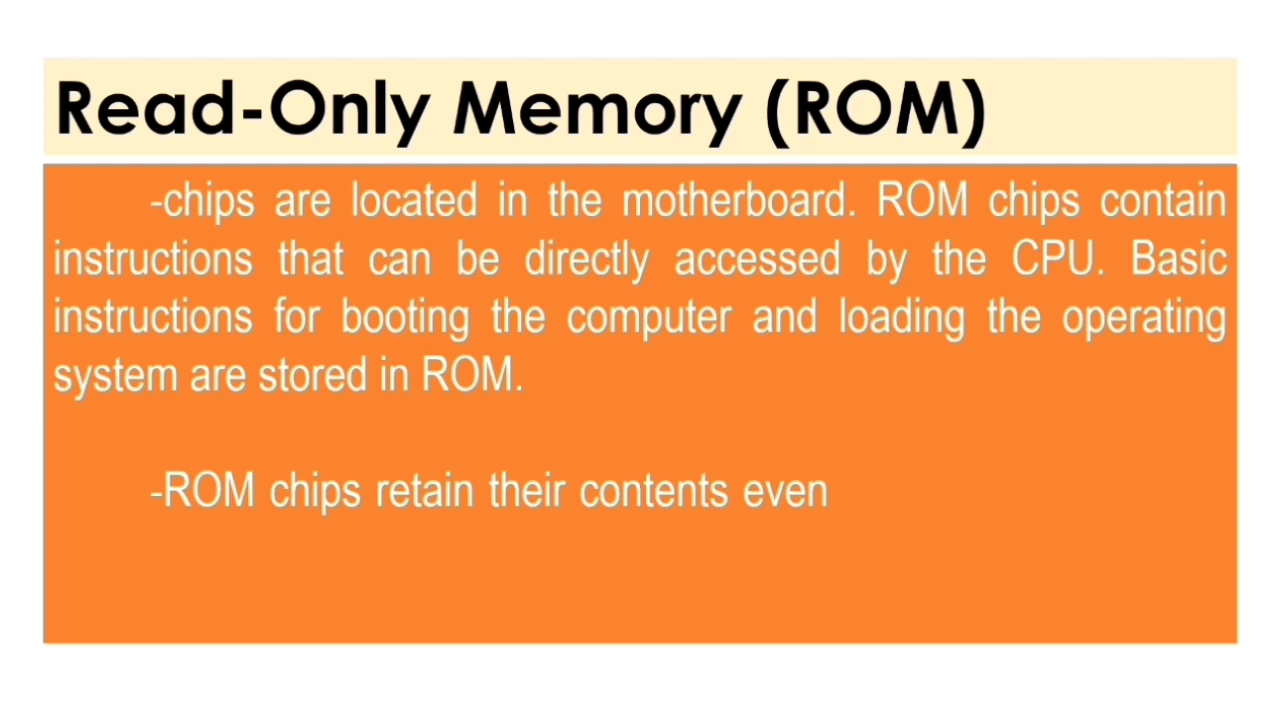 Read-Only Memory (ROM)
-chips are located in the motherboard. ROM chips contain
instructions that can be directly accessed by the CPU. Basic
instructions for booting the computer and loading the operating
system are stored in ROM.
-ROM chips retain their contents even